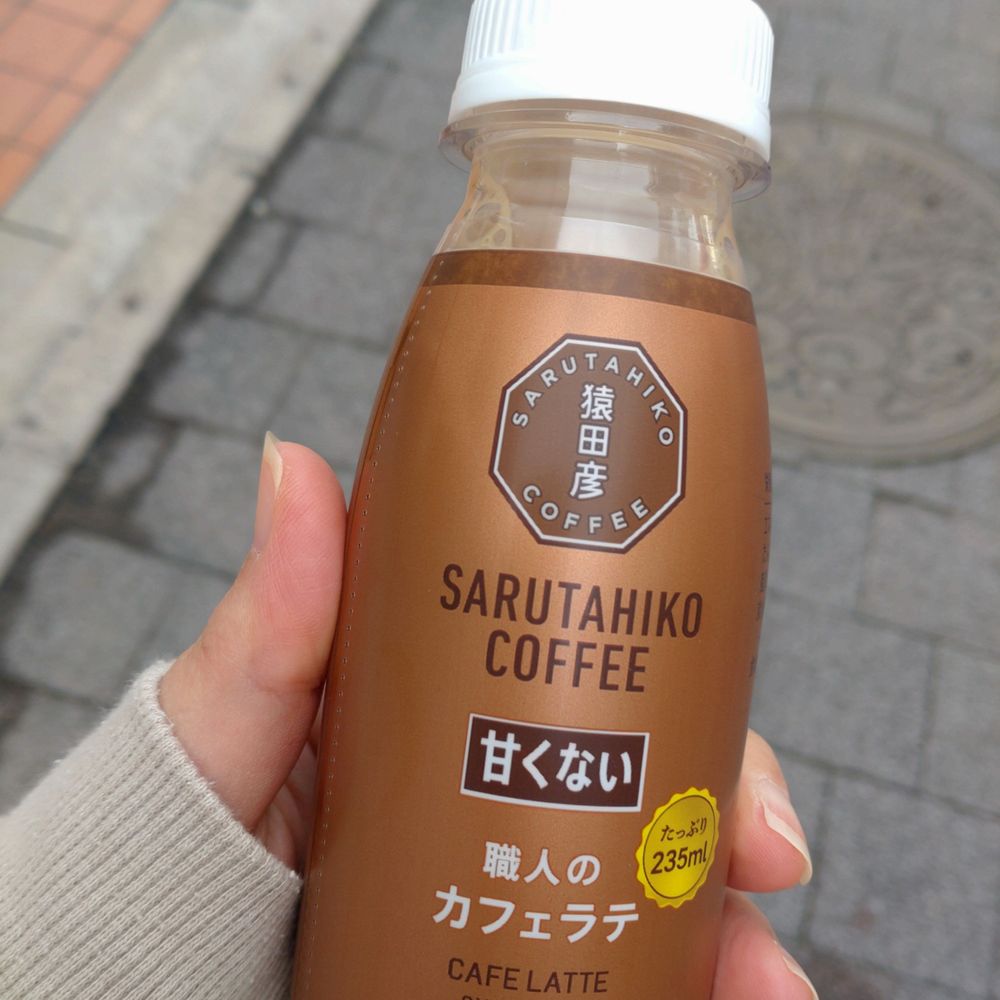 SARUTAHIKO
猿田彦
COFFEE
SARUTAHIKO
COFFEE
甘くない
たっぷり
235ml
職人の
カフェラテ
CAFE LATTE